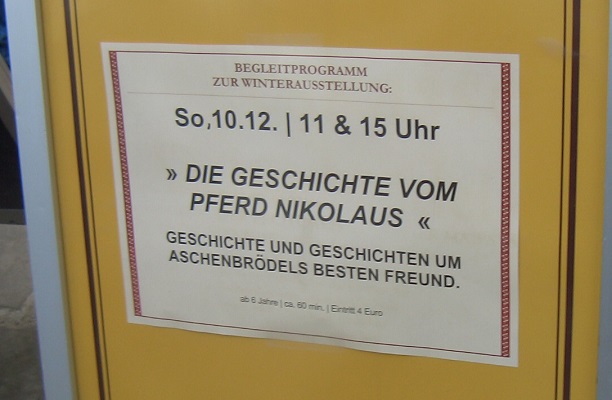 BEGLEITPROGRAMM
ZUR WINTERAUSSTELLUNG:
So,10.12. | 11 & 15 Uhr
» DIE GESCHICHTE VOM
PFERD NIKOLAUS «
GESCHICHTE UND GESCHICHTEN UM
ASCHENBRÖDELS BESTEN FREUND.
ab 6 Jahre | ca. 60 min. | Eintritt 4 Euro